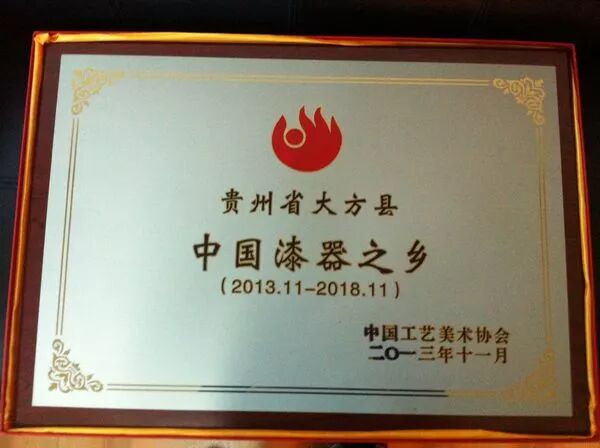 贵州省大方县
中国漆器之乡
(2013.11-2018.11)
中国工艺美术协会
二〇一三年十一月